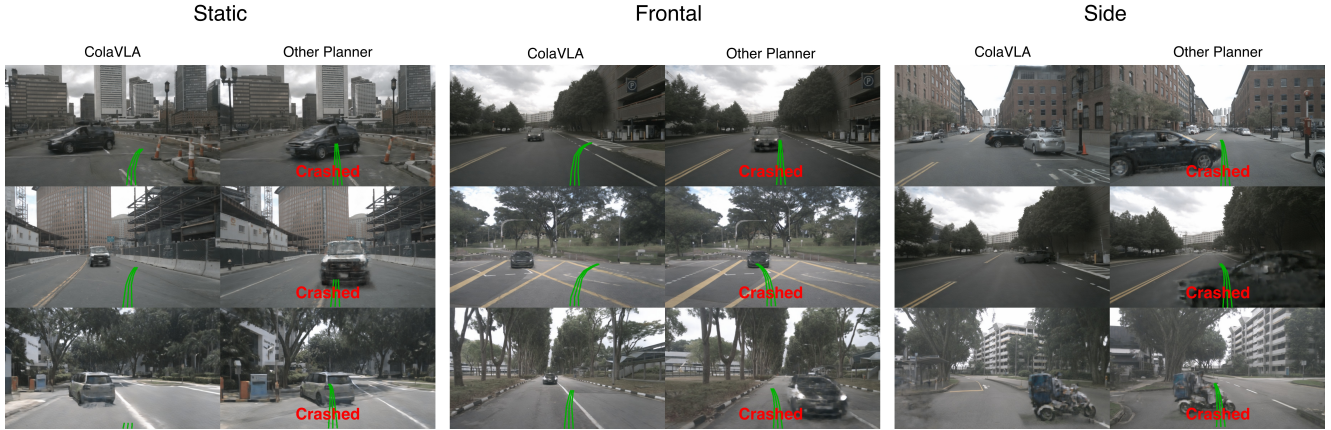 Static Frontal Side
ColaVLA Other Planner ColaVLA Other Planner ColaVLA Other Planner
Crashed Crashed Crashed
Crashed Crashed Crashed
Crashed Crashed Crashed